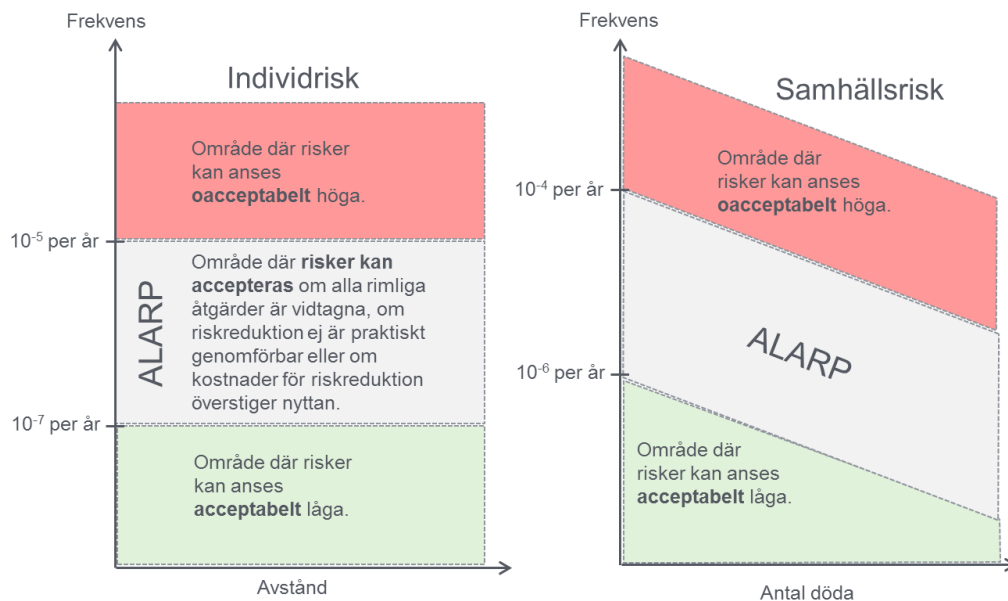 Frekvens
Individrisk
Område där risker
kan anses
oacceptabelt höga.
10⁻⁵ per år
ALARP
Område där risker kan
accepteras om alla rimliga
åtgärder är vidtagna, om
riskreduktion ej är praktiskt
genomförbar eller om
kostnader för riskreduktion
överstiger nyttan.
10⁻⁷ per år
Område där risker
kan anses
acceptabelt låga.
Avstånd
Frekvens
Samhällsrisk
Område där
risker kan anses
oacceptabelt höga.
10⁻⁴ per år
ALARP
10⁻⁶ per år
Område där
risker kan anses
acceptabelt låga.
Antal döda